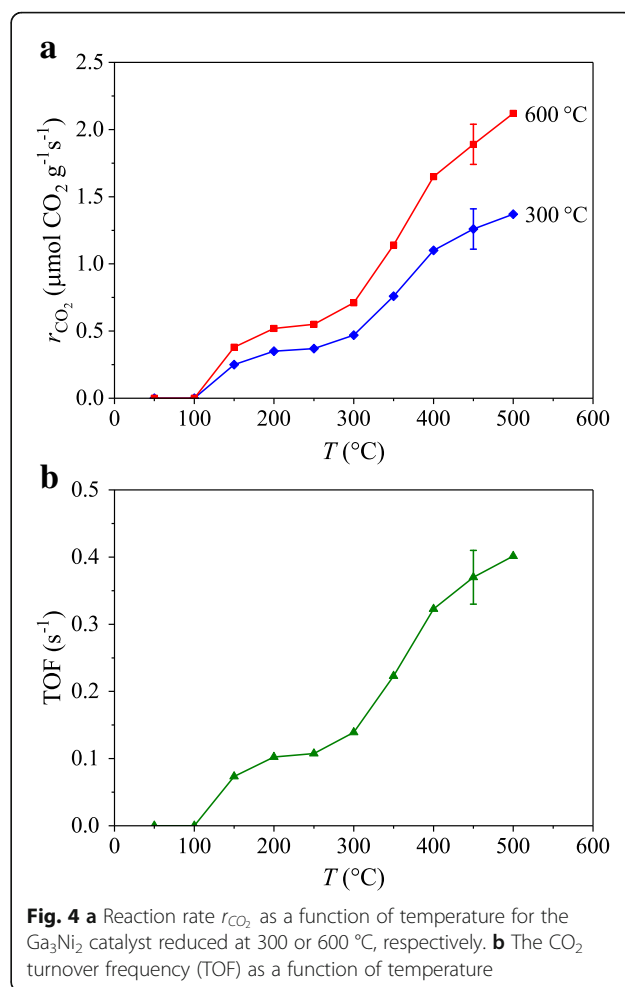 a
2.5
2.0
1.5
1.0
0.5
0.0
r_CO₂ (μmol CO₂ g⁻¹s⁻¹)
600 °C
300 °C
0 100 200 300 400 500 600
T (°C)
b
0.5
0.4
0.3
0.2
0.1
0.0
TOF (s⁻¹)
0 100 200 300 400 500 600
T (°C)
Fig. 4 a Reaction rate r_CO₂ as a function of temperature for the
Ga₃Ni₂ catalyst reduced at 300 or 600 °C, respectively. b The CO₂
turnover frequency (TOF) as a function of temperature